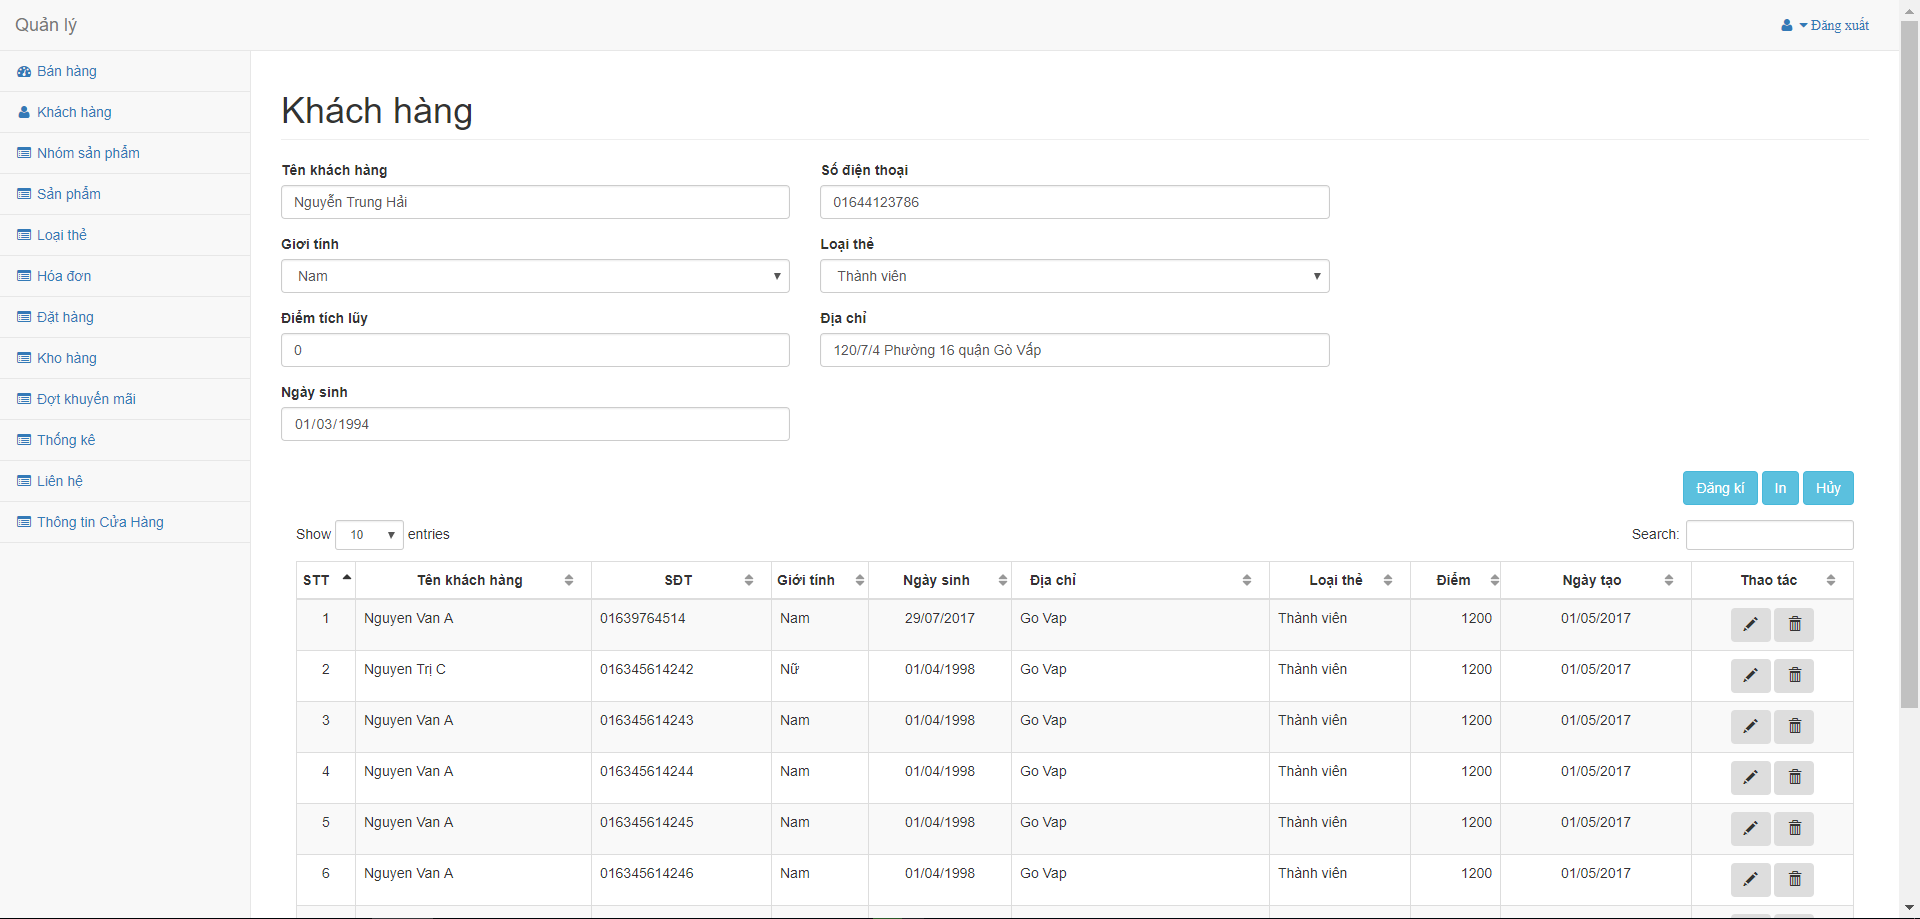 Quản lý
Đăng xuất
Bán hàng
Khách hàng
Nhóm sản phẩm
Sản phẩm
Loại thẻ
Hóa đơn
Đặt hàng
Kho hàng
Đợt khuyến mãi
Thống kê
Liên hệ
Thông tin Cửa Hàng
Khách hàng
Tên khách hàng Số điện thoại
Nguyễn Trung Hải 01644123786
Giơi tính Loại thẻ
Nam Thành viên
Điểm tích lũy Địa chỉ
0 120/7/4 Phường 16 quận Gò Vấp
Ngày sinh
01/03/1994
Đăng kí In Hủy
Show 10 entries Search:
STT Tên khách hàng SĐT Giới tính Ngày sinh Địa chỉ Loại thẻ Điểm Ngày tạo Thao tác
1 Nguyen Van A 01639764514 Nam 29/07/2017 Go Vap Thành viên 1200 01/05/2017
2 Nguyen Trị C 016345614242 Nữ 01/04/1998 Go Vap Thành viên 1200 01/05/2017
3 Nguyen Van A 016345614243 Nam 01/04/1998 Go Vap Thành viên 1200 01/05/2017
4 Nguyen Van A 016345614244 Nam 01/04/1998 Go Vap Thành viên 1200 01/05/2017
5 Nguyen Van A 016345614245 Nam 01/04/1998 Go Vap Thành viên 1200 01/05/2017
6 Nguyen Van A 016345614246 Nam 01/04/1998 Go Vap Thành viên 1200 01/05/2017